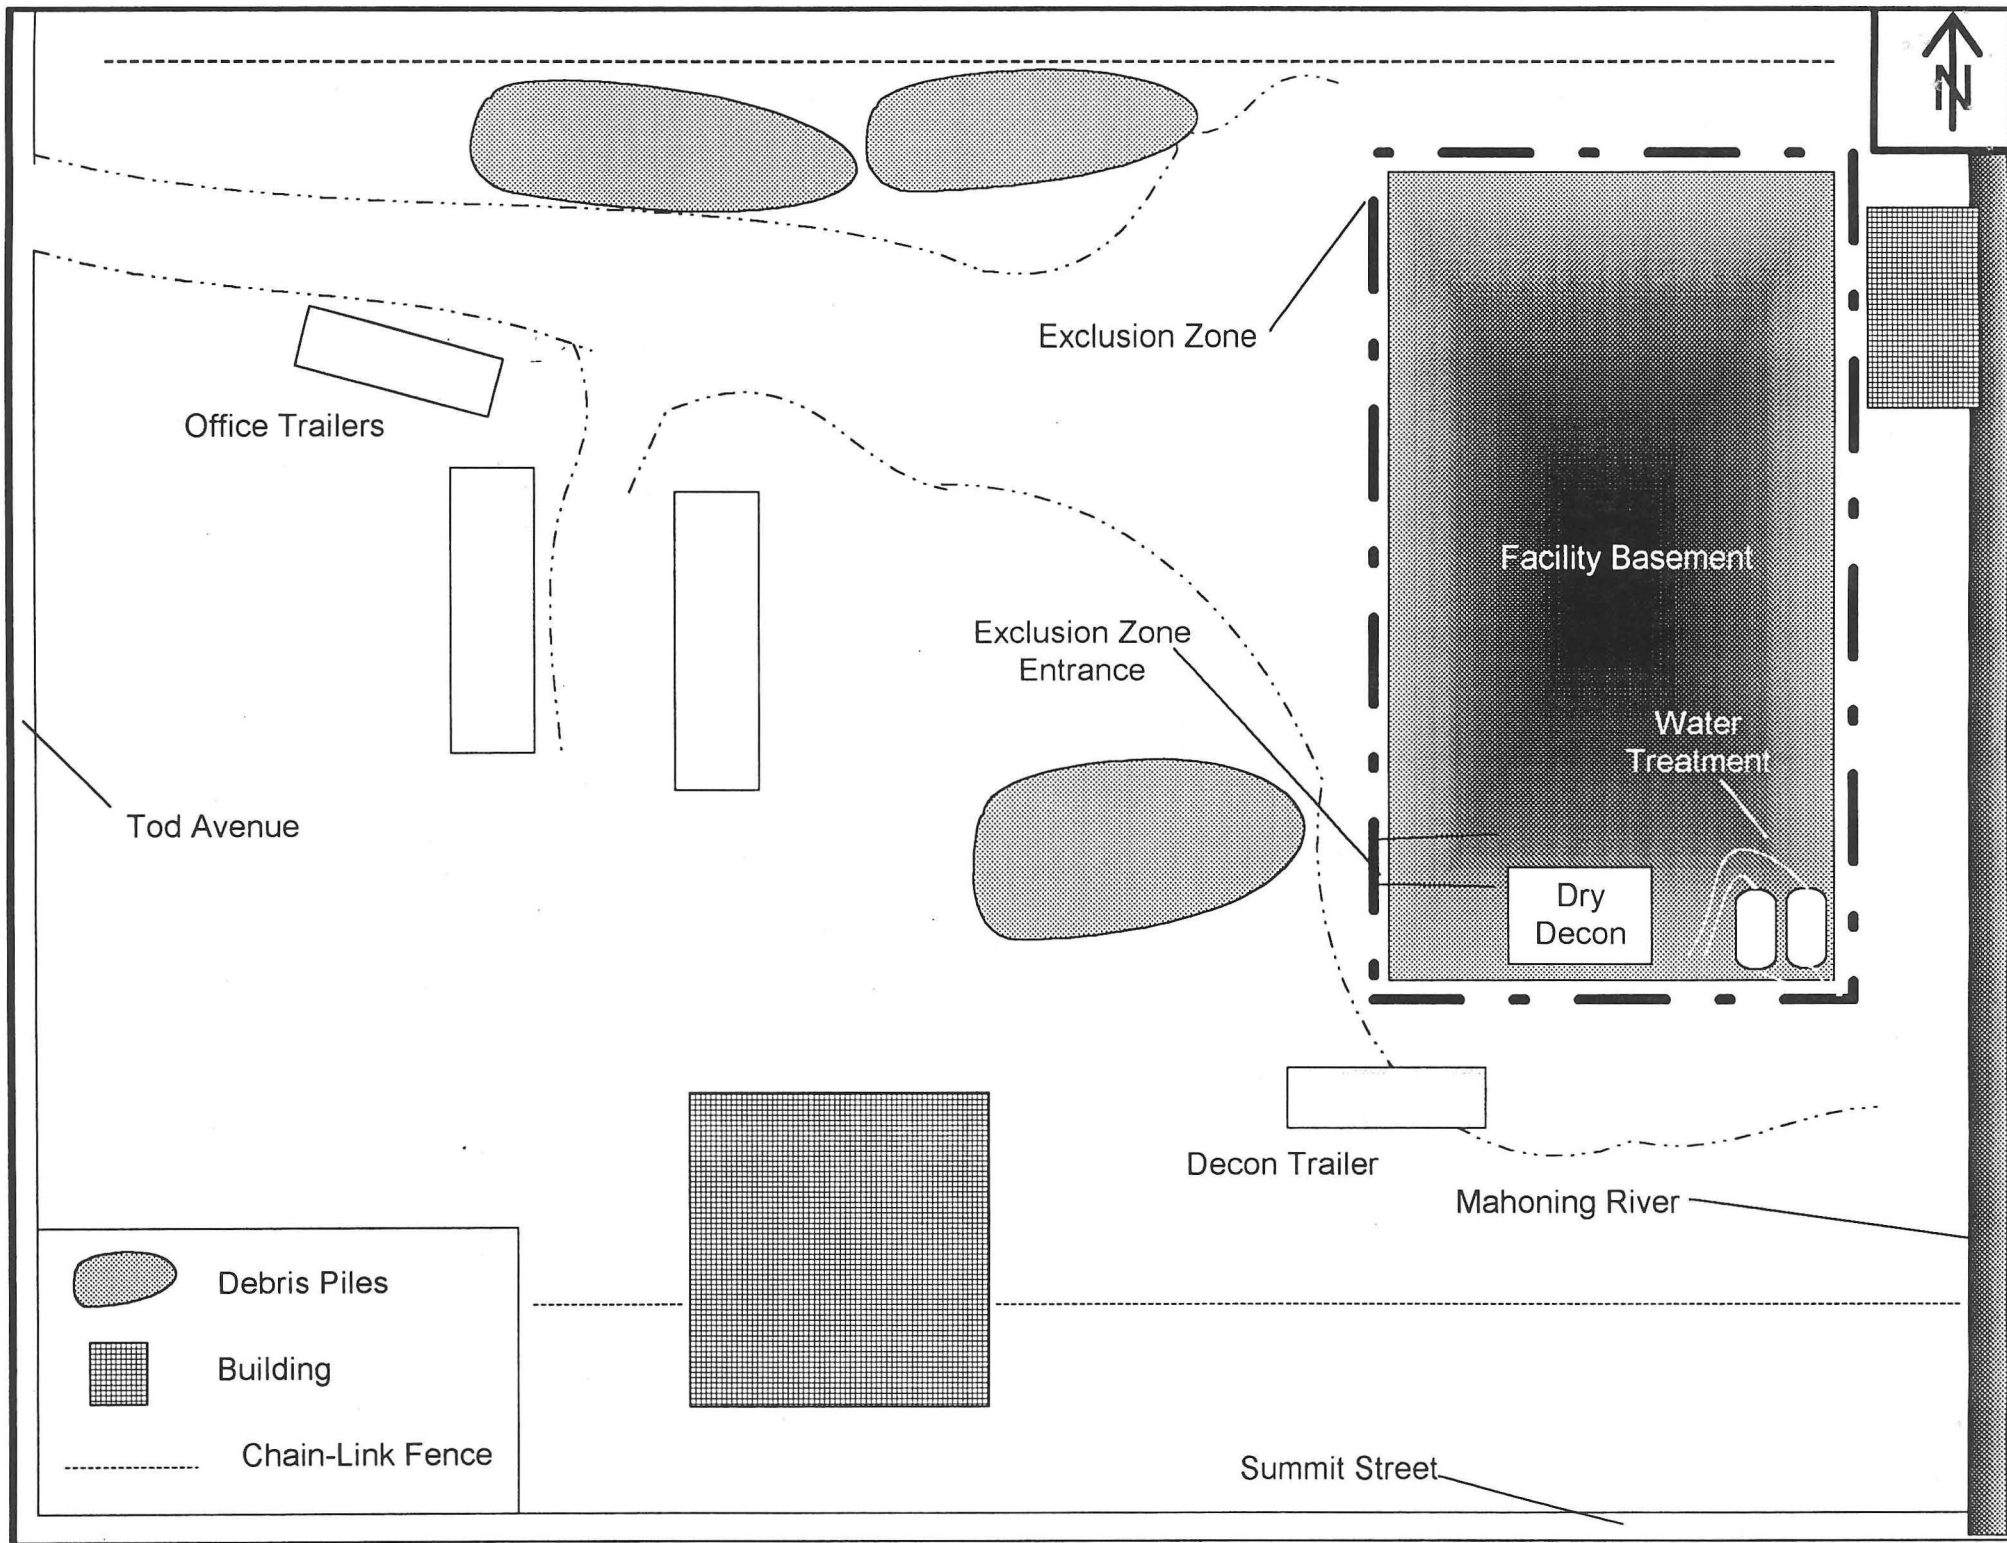 N
Exclusion Zone
Office Trailers
Facility Basement
Exclusion Zone
Entrance
Water
Treatment
Tod Avenue
Dry
Decon
Decon Trailer
Mahoning River
Debris Piles
Building
Chain-Link Fence
Summit Street